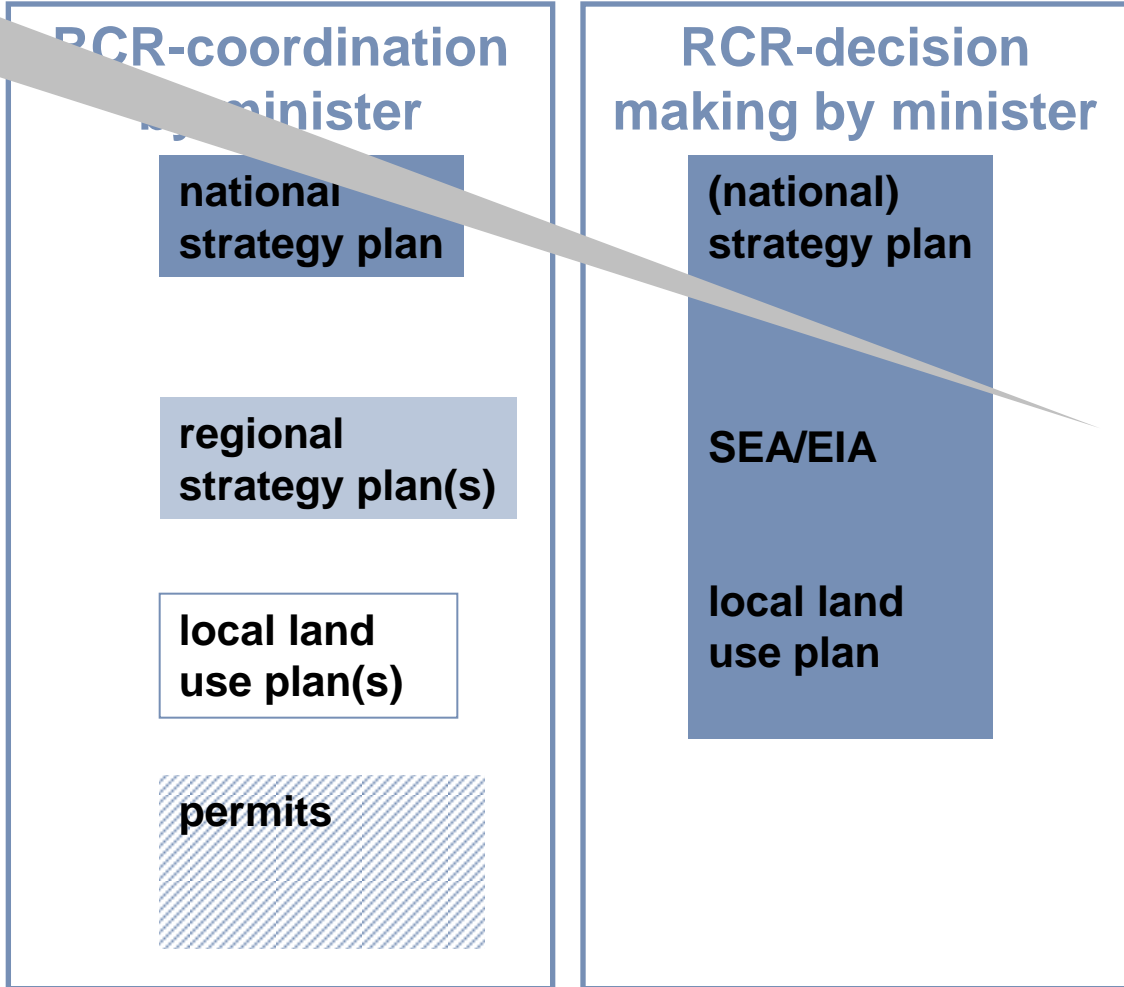 RCR-coordination
by minister
national
strategy plan
regional
strategy plan(s)
local land
use plan(s)
permits
RCR-decision
making by minister
(national)
strategy plan
SEA/EIA
local land
use plan